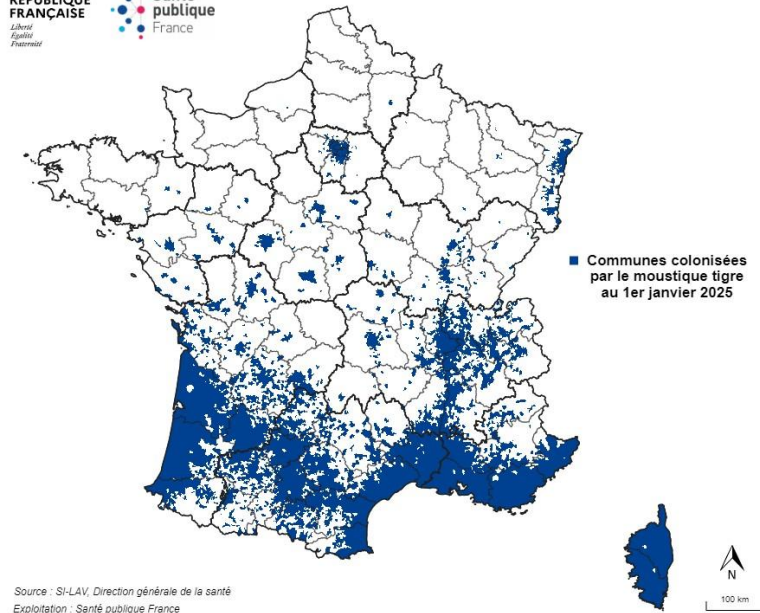 RÉPUBLIQUE
FRANÇAISE
Liberté
Égalité
Fraternité
publique
France
Communes colonisées
par le moustique tigre
au 1er janvier 2025
N
100 km
Source : SI-LAV, Direction générale de la santé
Exploitation : Santé publique France